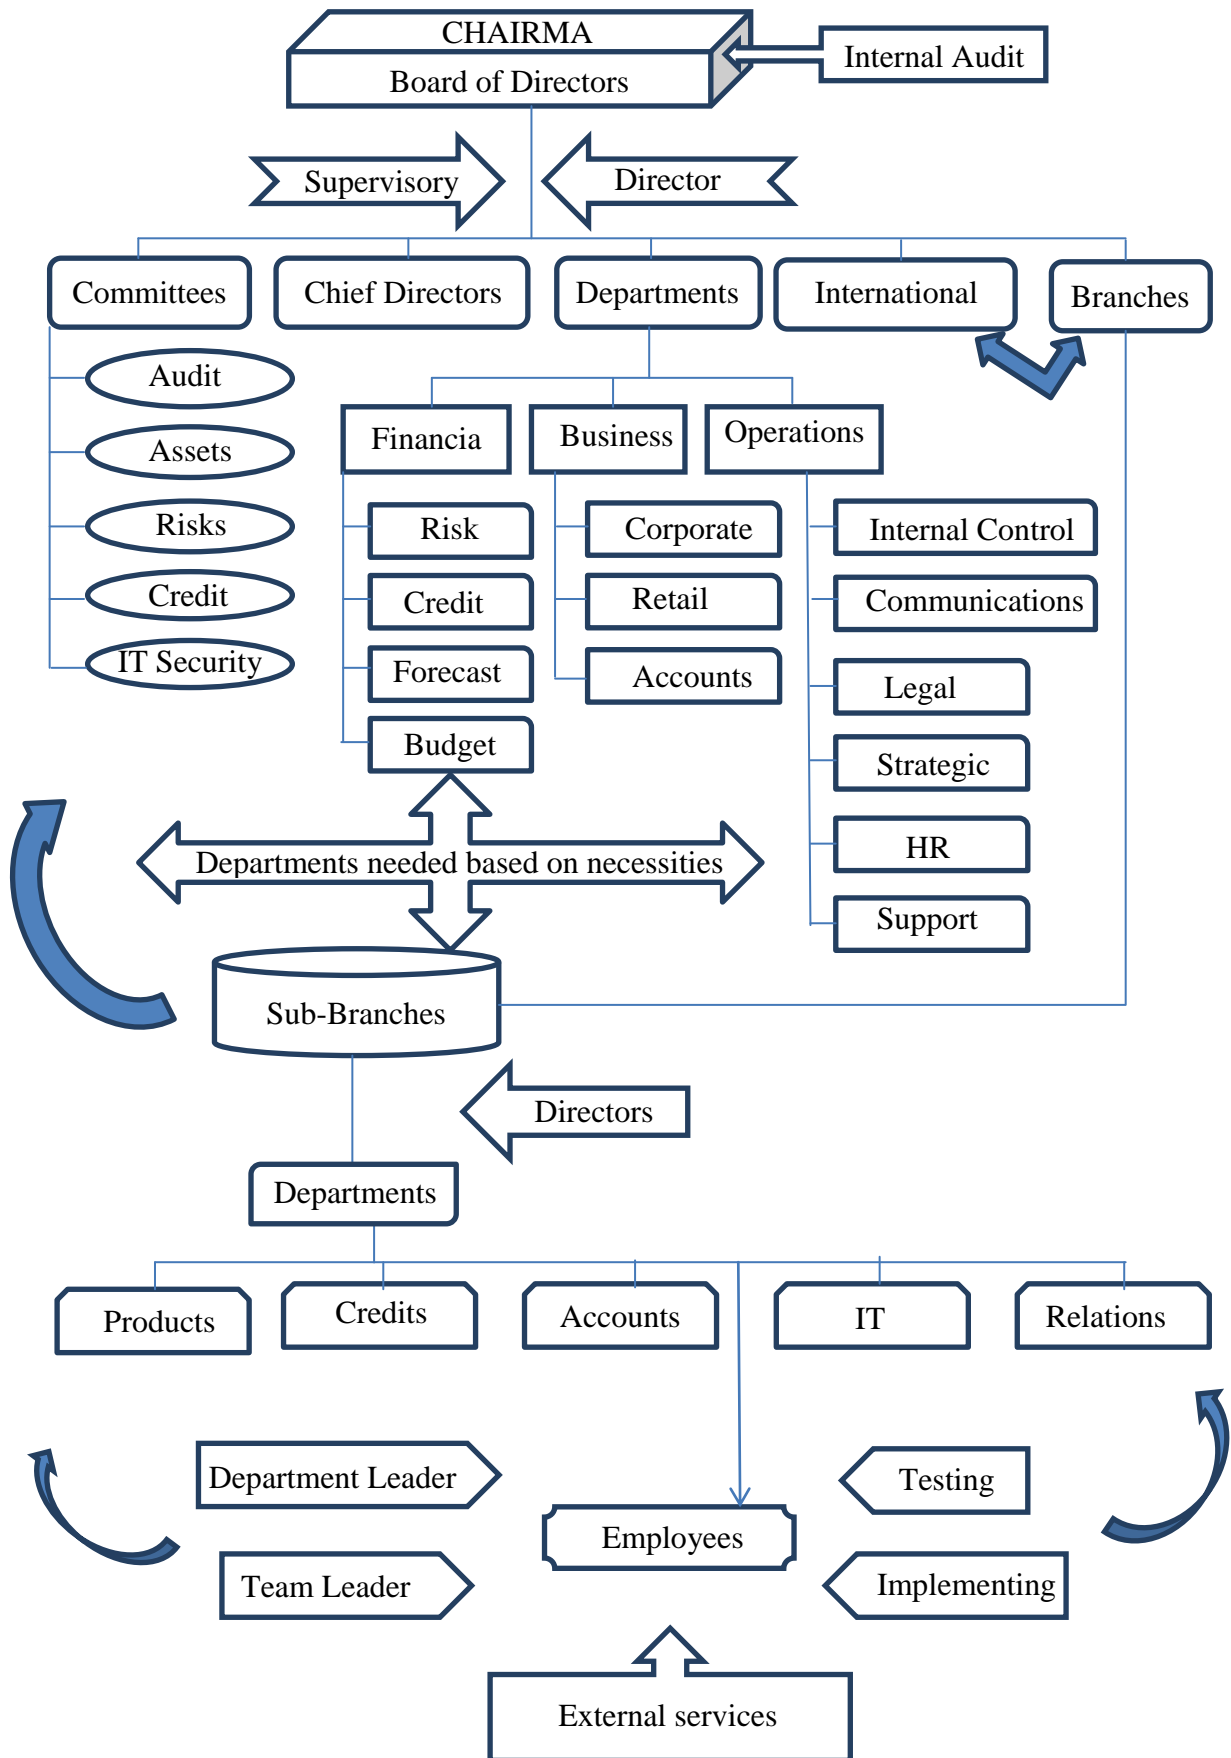 CHAIRMA
Board of Directors
Internal Audit
Supervisory
Director
Committees
Chief Directors
Departments
International
Branches
Audit
Assets
Risks
Credit
IT Security
Financia
Business
Operations
Risk
Credit
Forecast
Budget
Corporate
Retail
Accounts
Internal Control
Communications
Legal
Strategic
HR
Support
Departments needed based on necessities
Sub-Branches
Directors
Departments
Products
Credits
Accounts
IT
Relations
Department Leader
Team Leader
Employees
Testing
Implementing
External services